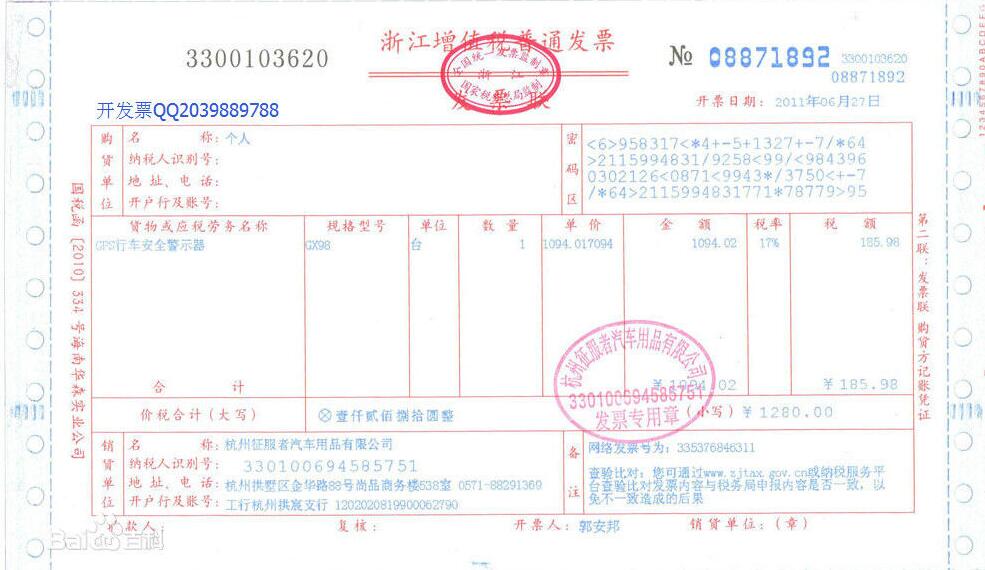 浙江增值税普通发票
3300103620
№ 08871892
3300103620
08871892
全国统一发票监制章
浙江
国家税务总局监制
发票联
开票日期: 2011年06月27日
开发票QQ2039889788
购货单位
名 称: 个人
纳税人识别号:
地 址、电 话:
开户行及账号:
密码区
<6>958317<*4+-5+1327+-7/*64
>2115994831/9258<99/<984396
0302126<0871<9943*/3750<+-7
/*64>2115994831771*78779>95
货物或应税劳务名称 规格型号 单位 数 量 单 价 金 额 税率 税 额
GPS行车安全警示器 GX98 台 1 1094.017094 1094.02 17% 185.98
合 计 ¥1094.02 ¥185.98
价税合计(大写) ⊗壹仟贰佰捌拾圆整 (小写) ¥1280.00
杭州征服者汽车用品有限公司
330100694585751
发票专用章
销货单位
名 称: 杭州征服者汽车用品有限公司
纳税人识别号: 330100694585751
地 址、电 话: 杭州拱墅区金华路88号尚品商务楼538室 0571-88291369
开户行及账号: 工行杭州拱宸支行 1202020819900062790
备注
网络发票号为: 335376846311
查验比对: 您可通过www.zjtax.gov.cn或纳税服务平
台查验比对发票内容与税务局申报内容是否一致, 以
免不一致造成的后果
收款人: 复核: 开票人: 郭安邦 销货单位:(章)
国税函[2010]334号海南华森实业公司
第二联:发票联 购货方记账凭证
Baidu百科